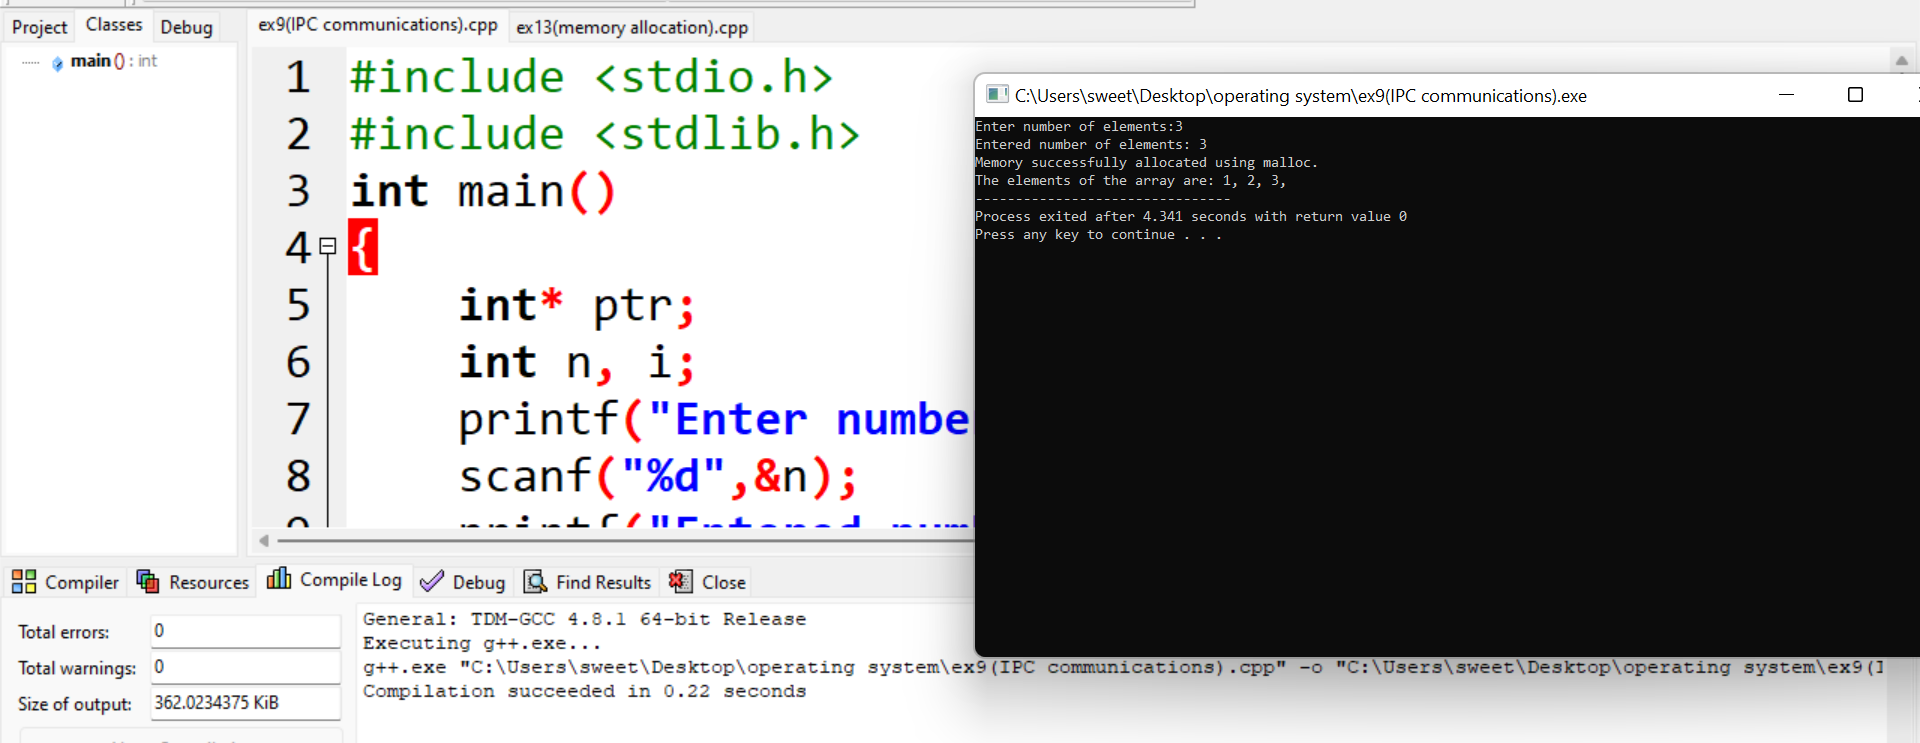 Project Classes Debug
main () : int
ex9(IPC communications).cpp ex13(memory allocation).cpp
1 #include <stdio.h>
2 #include <stdlib.h>
3 int main()
4 {
5 int* ptr;
6 int n, i;
7 printf("Enter numbe
8 scanf("%d",&n);
9 printf("Entered num
C:\Users\sweet\Desktop\operating system\ex9(IPC communications).exe
Enter number of elements:3
Entered number of elements: 3
Memory successfully allocated using malloc.
The elements of the array are: 1, 2, 3,
--------------------------------
Process exited after 4.341 seconds with return value 0
Press any key to continue . . .
Compiler Resources Compile Log Debug Find Results Close
Total errors: 0
Total warnings: 0
Size of output: 362.0234375 KiB
General: TDM-GCC 4.8.1 64-bit Release
Executing g++.exe...
g++.exe "C:\Users\sweet\Desktop\operating system\ex9(IPC communications).cpp" -o "C:\Users\sweet\Desktop\operating system\ex9(I
Compilation succeeded in 0.22 seconds